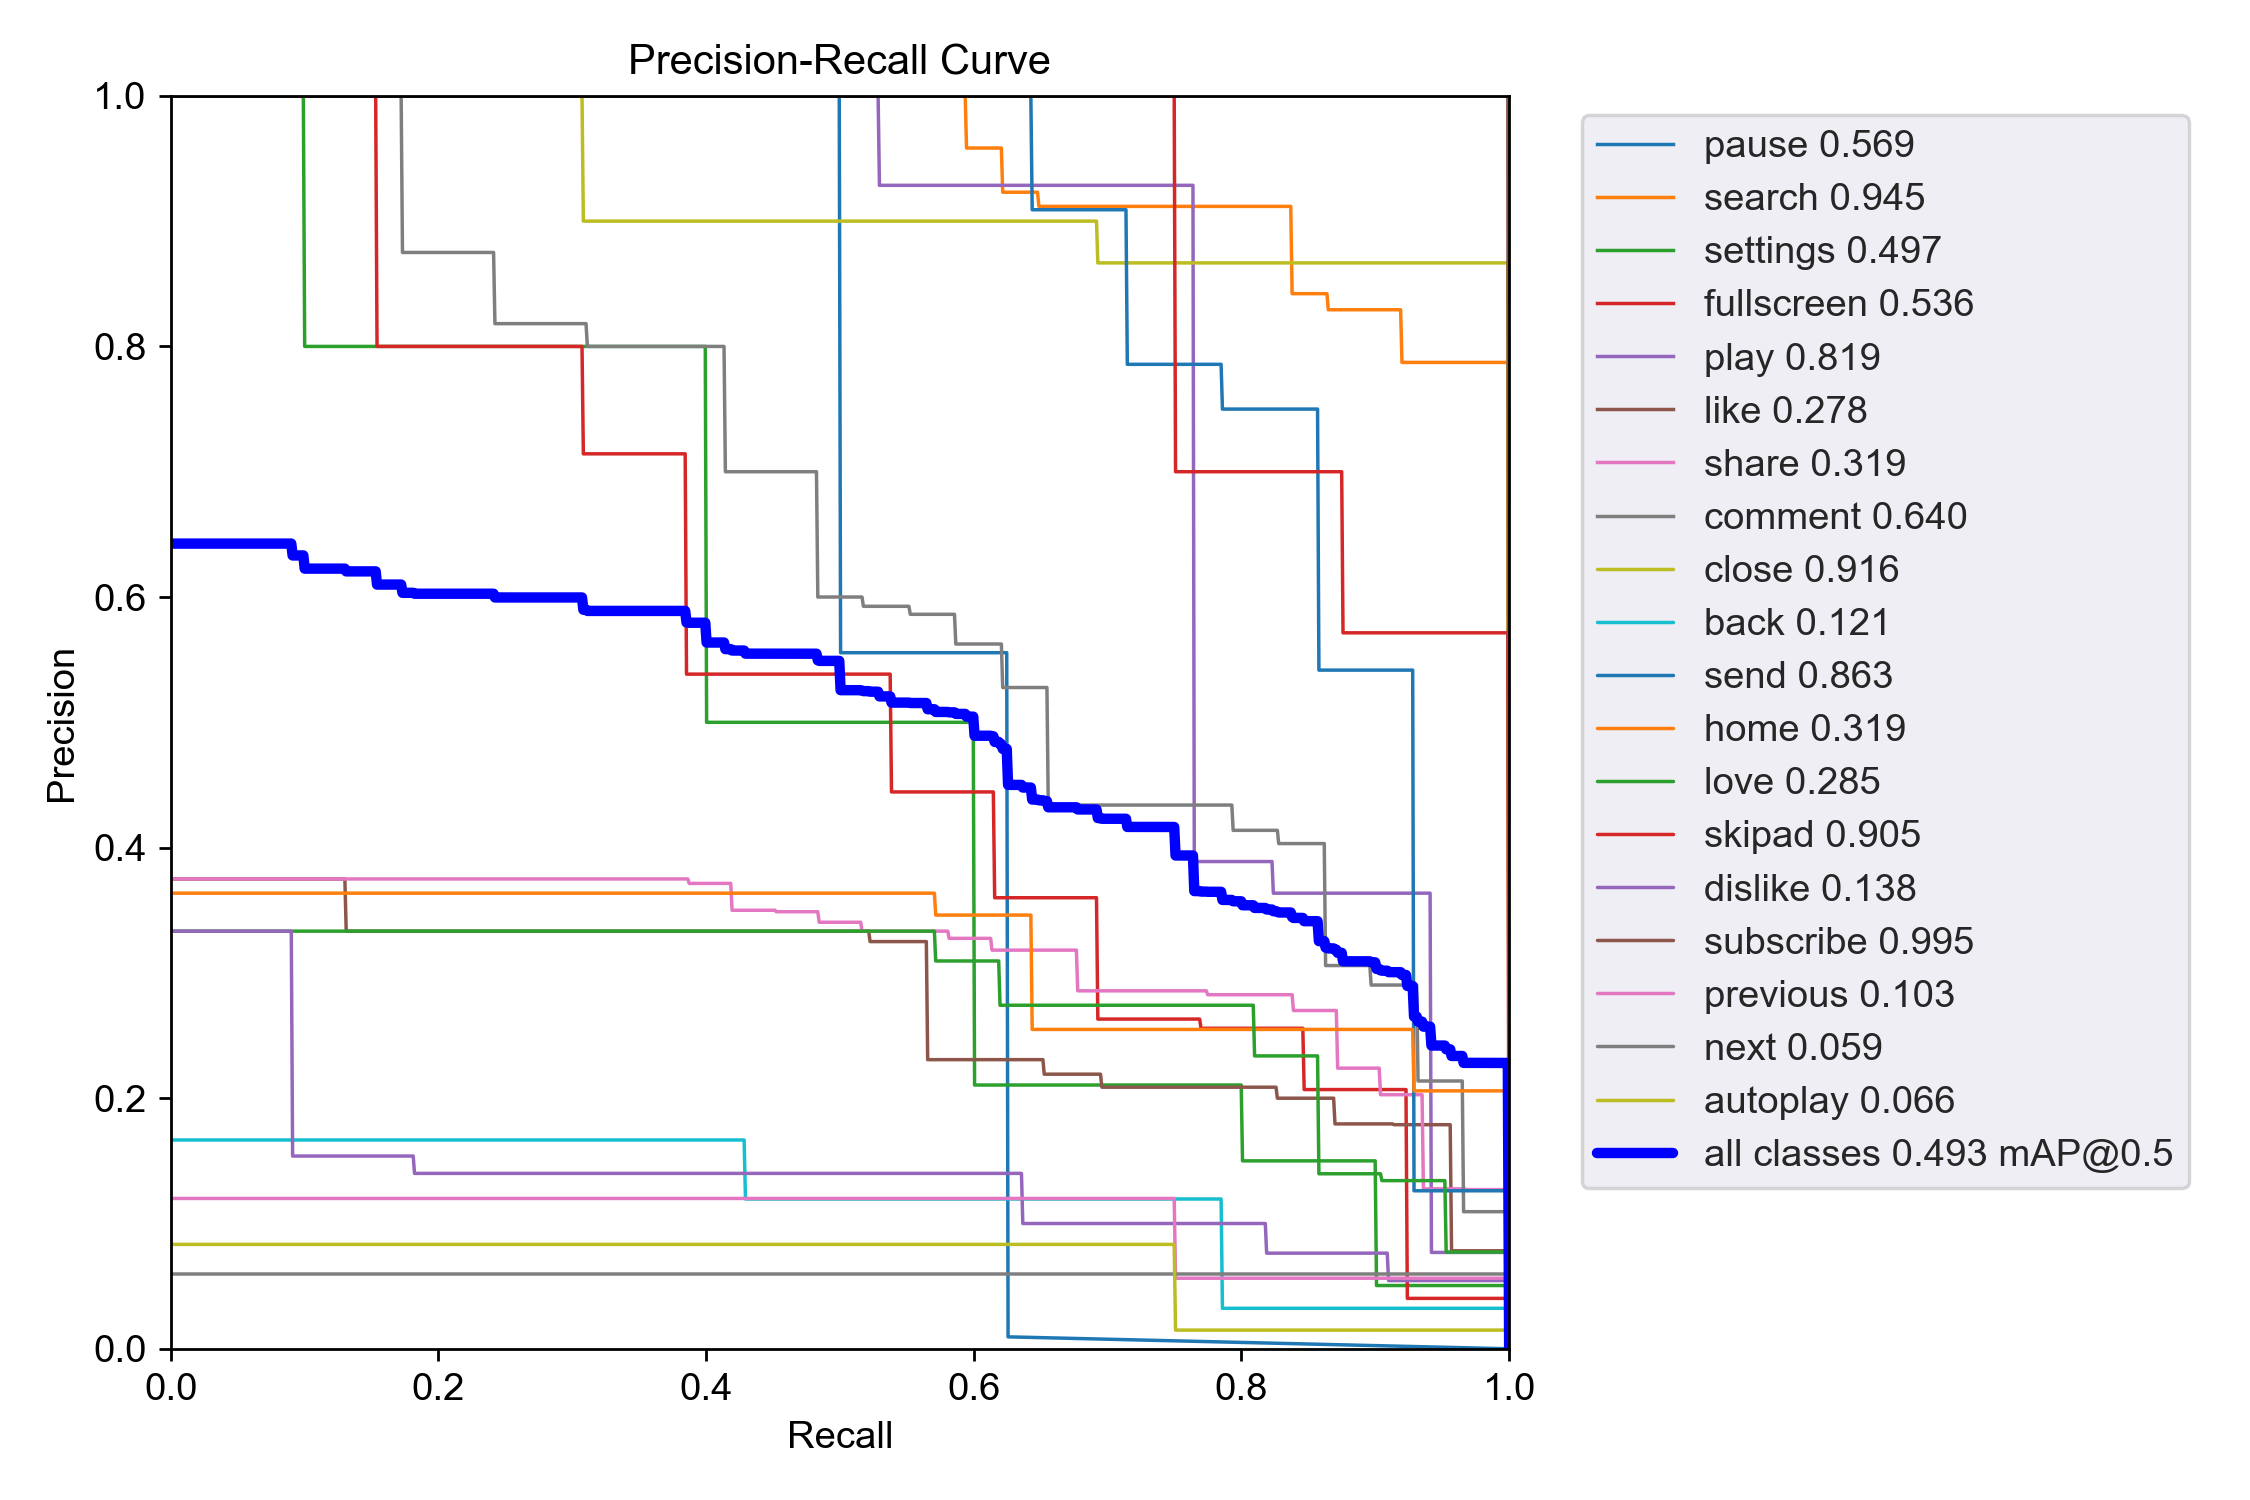 Precision-Recall Curve
1.0
0.8
0.6
0.4
0.2
0.0
Precision
0.0 0.2 0.4 0.6 0.8 1.0
Recall
pause 0.569
search 0.945
settings 0.497
fullscreen 0.536
play 0.819
like 0.278
share 0.319
comment 0.640
close 0.916
back 0.121
send 0.863
home 0.319
love 0.285
skipad 0.905
dislike 0.138
subscribe 0.995
previous 0.103
next 0.059
autoplay 0.066
all classes 0.493 mAP@0.5